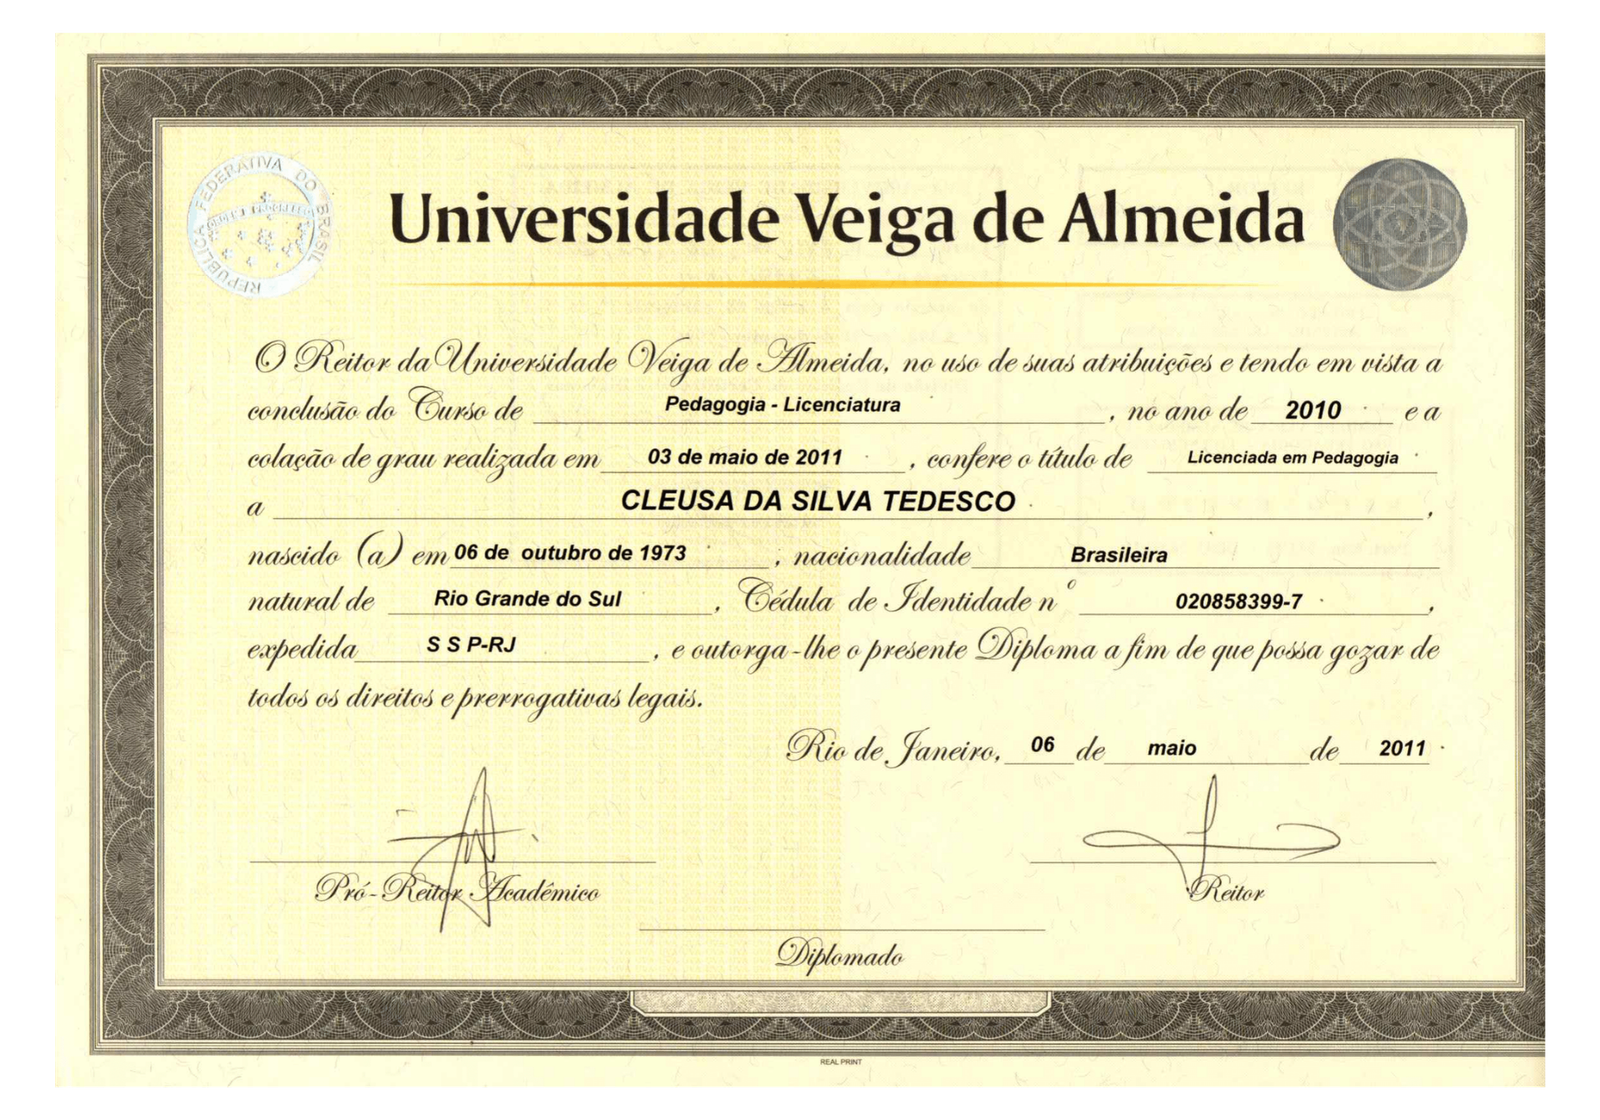 REPÚBLICA FEDERATIVA DO BRASIL
ORDEM E PROGRESSO
Universidade Veiga de Almeida
O Reitor da Universidade Veiga de Almeida, no uso de suas atribuições e tendo em vista a
conclusão do Curso de Pedagogia - Licenciatura, no ano de 2010 e a
colação de grau realizada em 03 de maio de 2011, confere o título de Licenciada em Pedagogia
a CLEUSA DA SILVA TEDESCO,
nascido (a) em 06 de outubro de 1973, nacionalidade Brasileira
natural de Rio Grande do Sul, Cédula de Identidade nº 020858399-7,
expedida S S P-RJ, e outorga-lhe o presente Diploma a fim de que possa gozar de
todos os direitos e prerrogativas legais.
Rio de Janeiro, 06 de maio de 2011
Pró-Reitor Acadêmico
Reitor
Diplomado
REAL PRINT